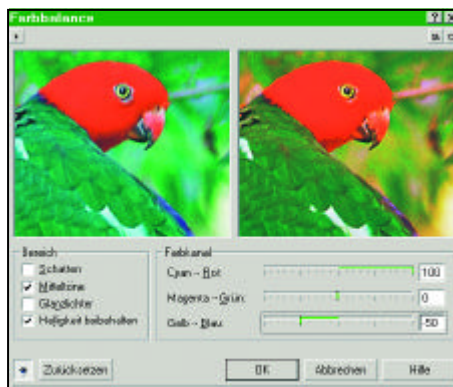 Farbbalance
Bereich
Schatten
Mitteltöne
Glanzlichter
Helligkeit beibehalten
Farbkanal
Cyan -- Rot 100
Magenta -- Grün: 0
Gelb -- Blau: -50
Zurücksetzen
OK
Abbrechen
Hilfe